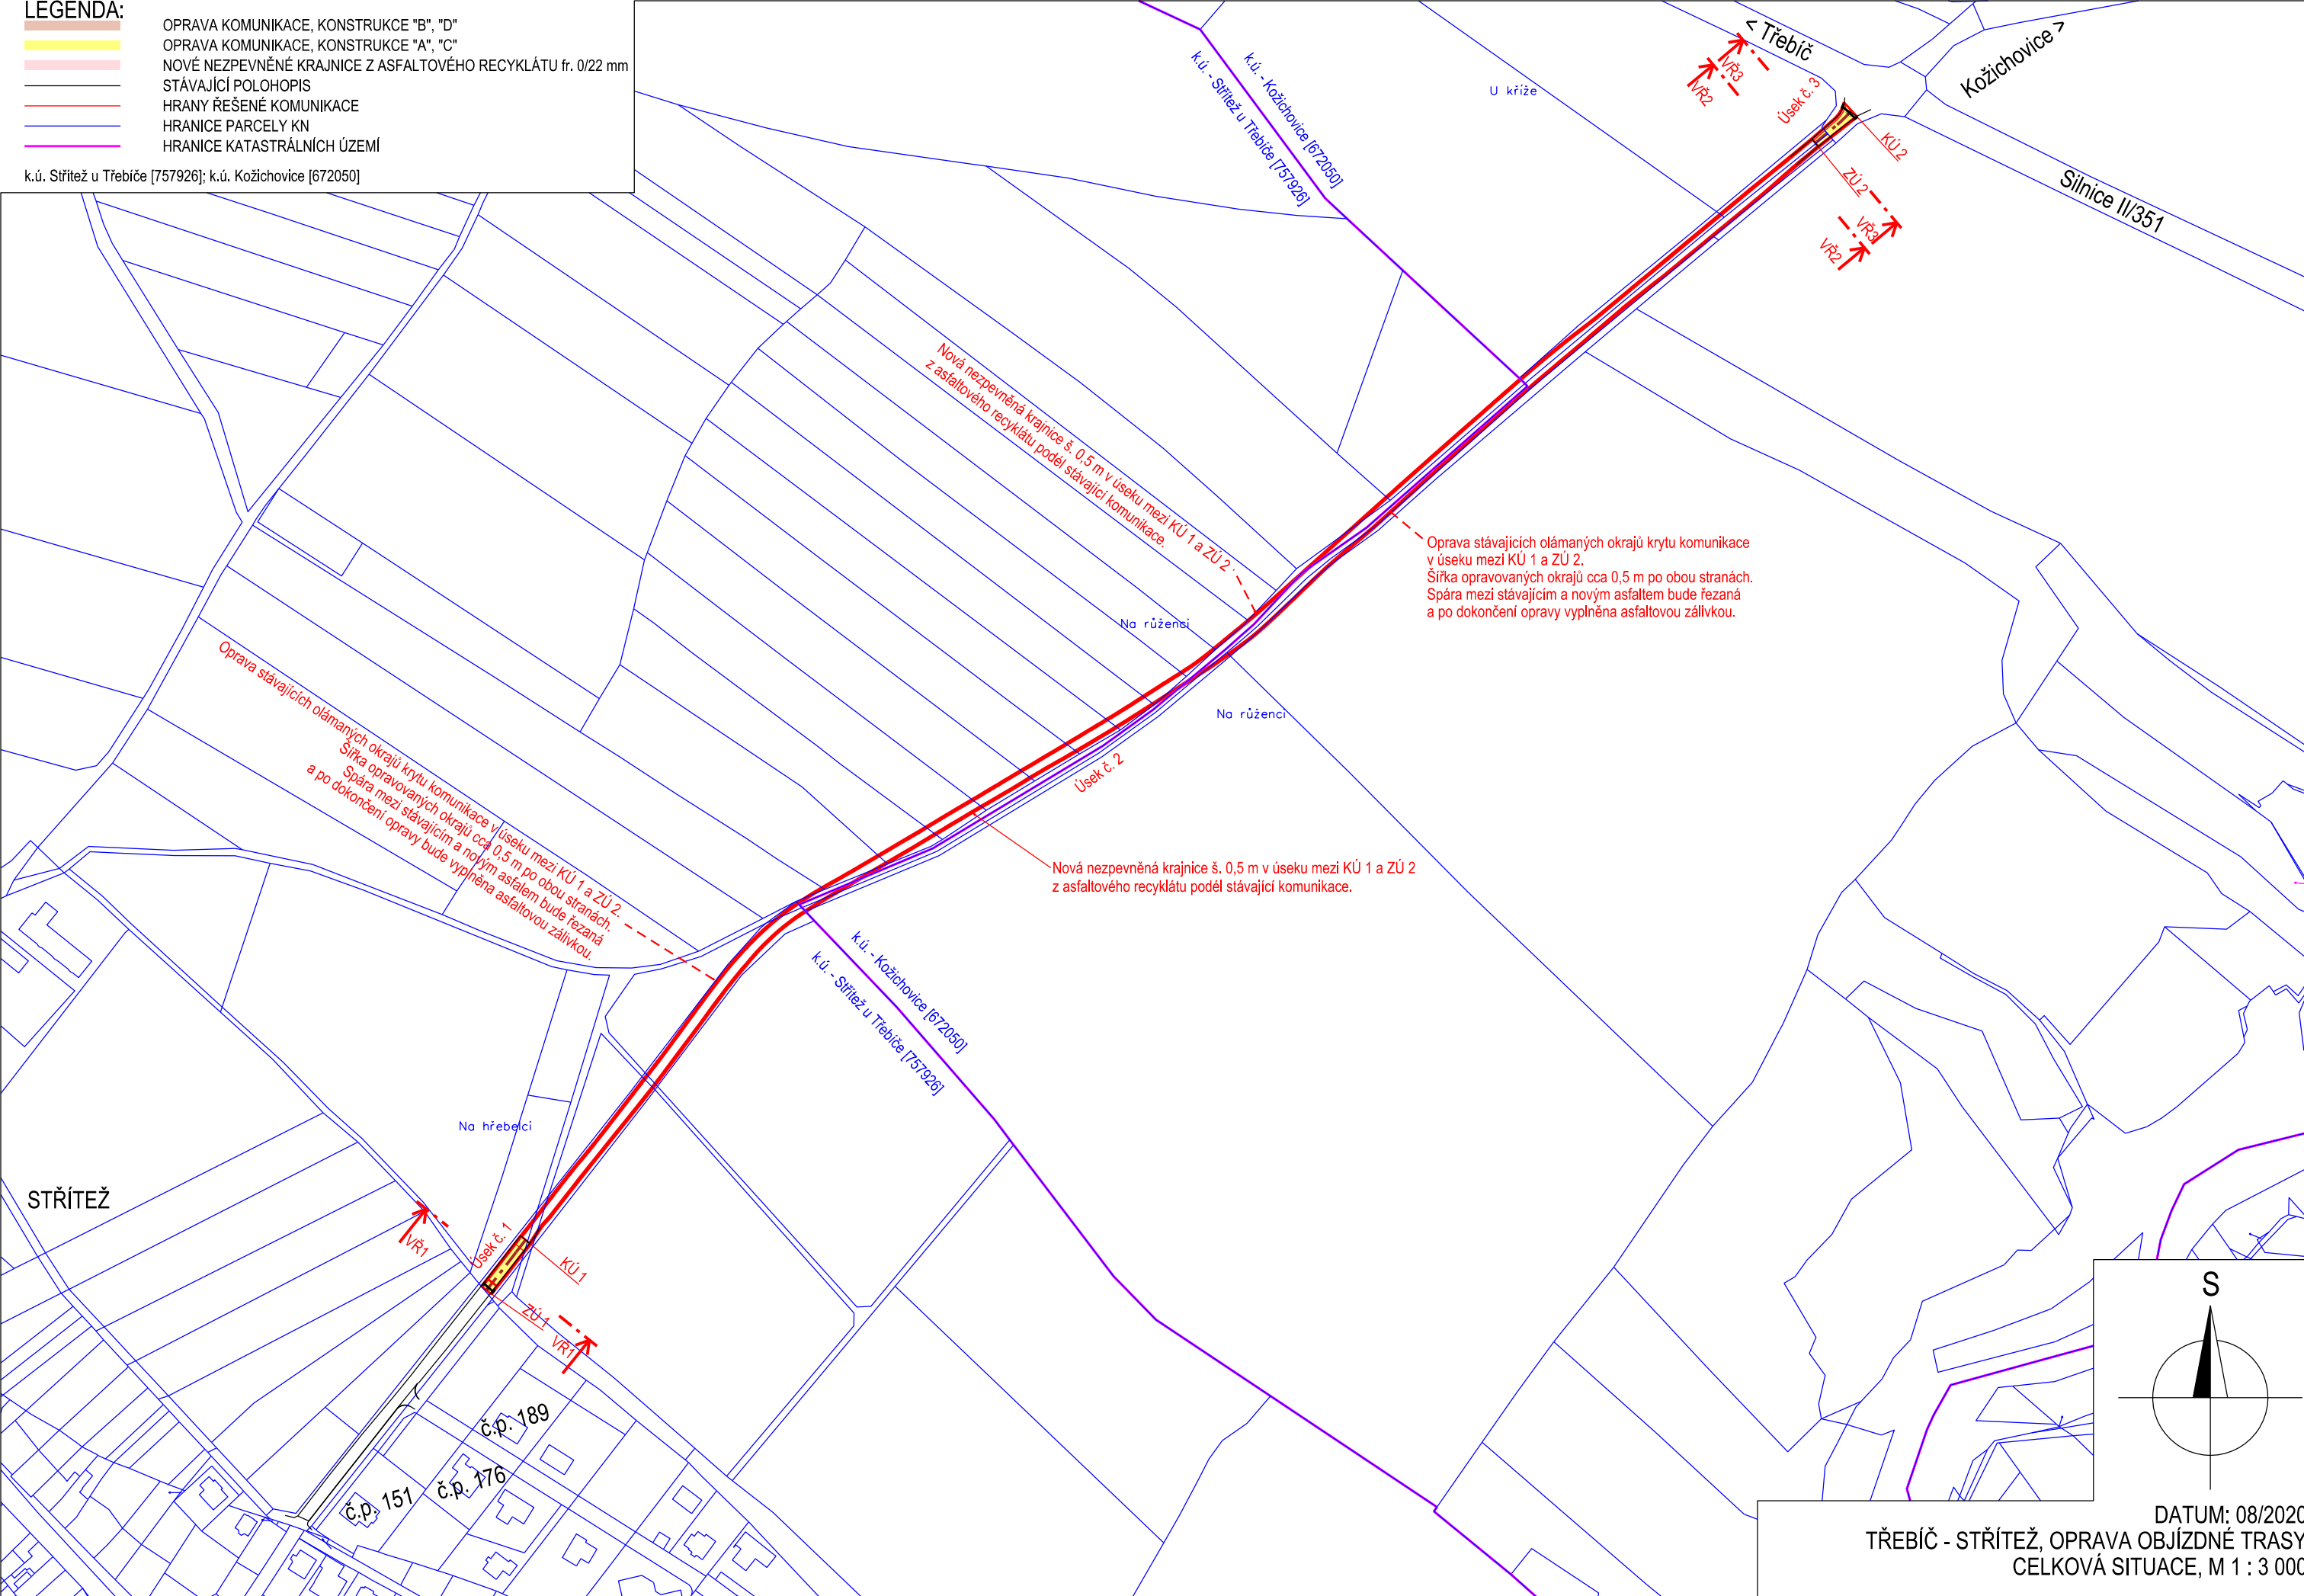 LEGENDA:
OPRAVA KOMUNIKACE, KONSTRUKCE "B", "D"
OPRAVA KOMUNIKACE, KONSTRUKCE "A", "C"
NOVÉ NEZPEVNĚNÉ KRAJNICE Z ASFALTOVÉHO RECYKLÁTU fr. 0/22 mm
STÁVAJÍCÍ POLOHOPIS
HRANY ŘEŠENÉ KOMUNIKACE
HRANICE PARCELY KN
HRANICE KATASTRÁLNÍCH ÚZEMÍ
k.ú. Střítež u Třebíče [757926]; k.ú. Kožichovice [672050]
k.ú. - Kožichovice [672050]
k.ú. - Střítež u Třebíče [757926]
U kříže
< Třebíč
Kožichovice >
Silnice II/351
VŘ3
VŘ2
Úsek č. 3
KÚ 2
ZÚ 2
VŘ3
VŘ2
Nová nezpevněná krajnice š. 0,5 m v úseku mezi KÚ 1 a ZÚ 2
z asfaltového recyklátu podél stávající komunikace.
Oprava stávajících olámaných okrajů krytu komunikace
v úseku mezi KÚ 1 a ZÚ 2.
Šířka opravovaných okrajů cca 0,5 m po obou stranách.
Spára mezi stávajícím a novým asfaltem bude řezaná
a po dokončení opravy vyplněna asfaltovou zálivkou.
Na růženci
Na růženci
Úsek č. 2
Oprava stávajících olámaných okrajů krytu komunikace v úseku mezi KÚ 1 a ZÚ 2.
Šířka opravovaných okrajů cca 0,5 m po obou stranách.
Spára mezi stávajícím a novým asfalem bude řezaná
a po dokončení opravy bude vyplněna asfaltovou zálivkou.
Nová nezpevněná krajnice š. 0,5 m v úseku mezi KÚ 1 a ZÚ 2
z asfaltového recyklátu podél stávající komunikace.
k.ú. - Kožichovice [672050]
k.ú. - Střítež u Třebíče [757926]
Na hřebelci
STŘÍTEŽ
VŘ1
Úsek č. 1
KÚ 1
ZÚ 1
VŘ1
č.p. 189
č.p. 176
č.p. 151
S
DATUM: 08/2020
TŘEBÍČ - STŘÍTEŽ, OPRAVA OBJÍZDNÉ TRASY
CELKOVÁ SITUACE, M 1 : 3 000